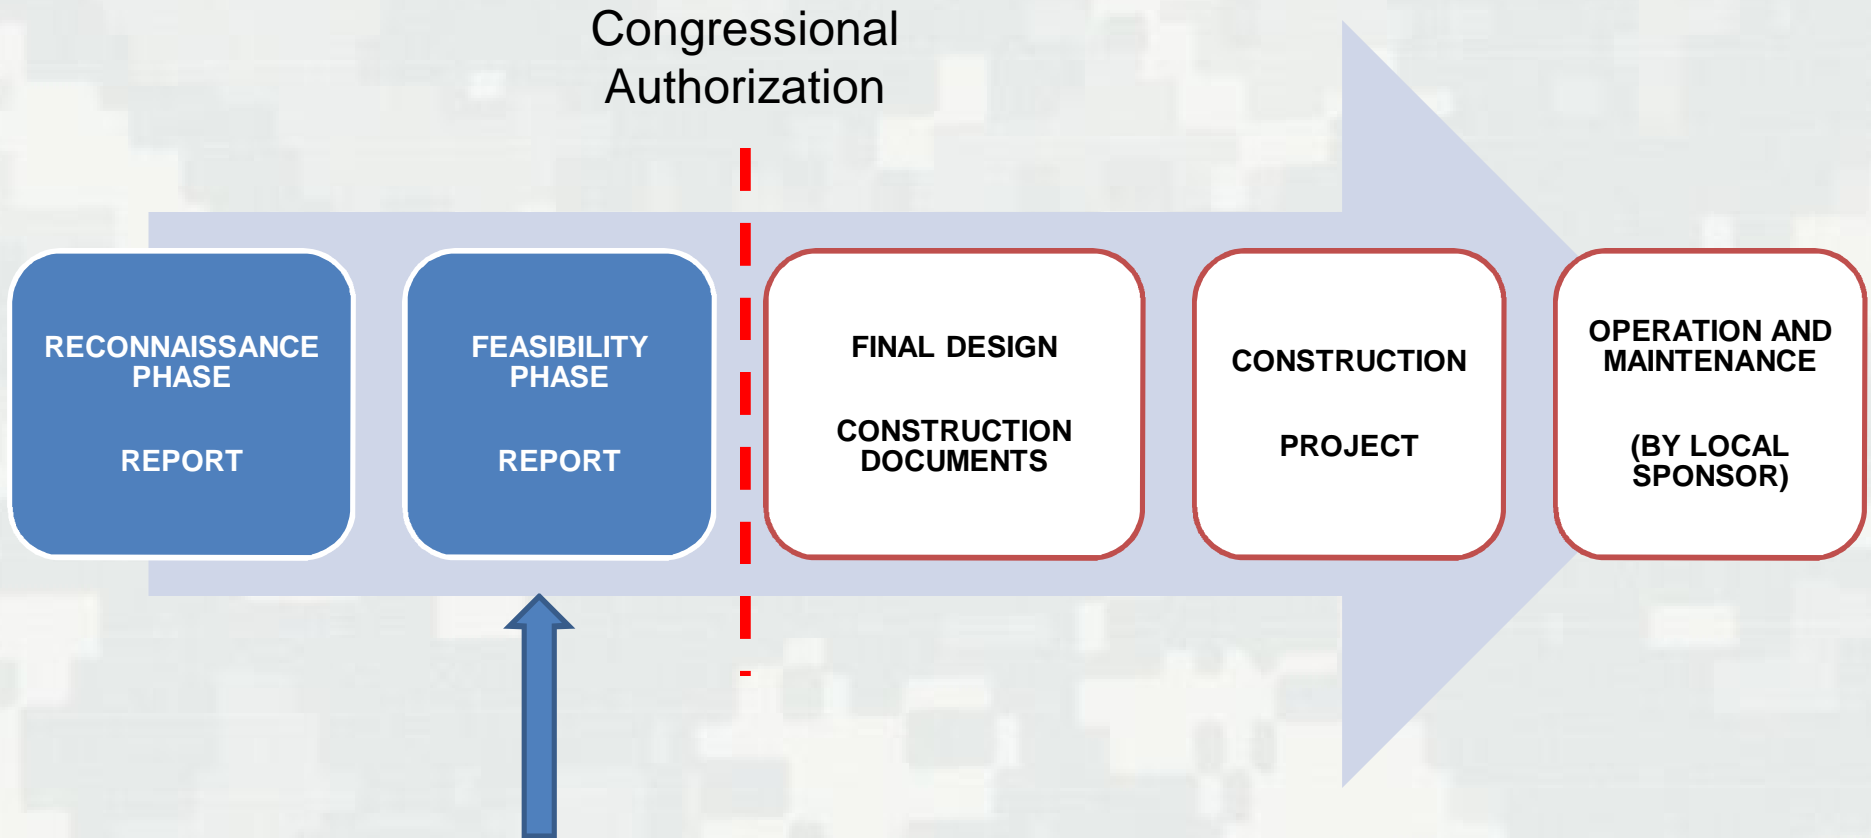 Congressional
Authorization
RECONNAISSANCE
PHASE
REPORT
FEASIBILITY
PHASE
REPORT
FINAL DESIGN
CONSTRUCTION
DOCUMENTS
CONSTRUCTION
PROJECT
OPERATION AND
MAINTENANCE
(BY LOCAL
SPONSOR)